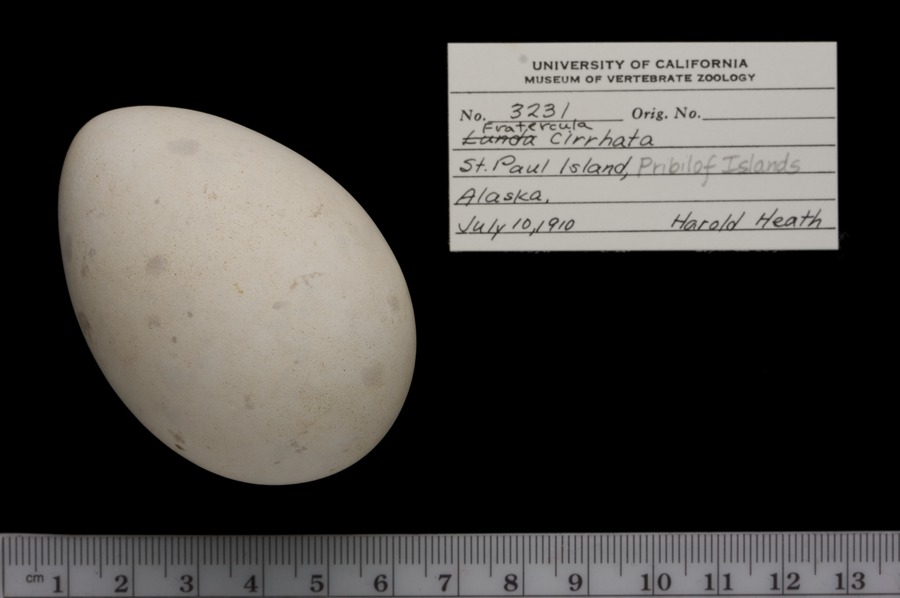 UNIVERSITY OF CALIFORNIA
MUSEUM OF VERTEBRATE ZOOLOGY
No. 3231 Orig. No.
Fratercula
Lunda Cirrhata
St. Paul Island, Pribilof Islands
Alaska.
July 10, 1910 Harold Heath
cm 1 2 3 4 5 6 7 8 9 10 11 12 13